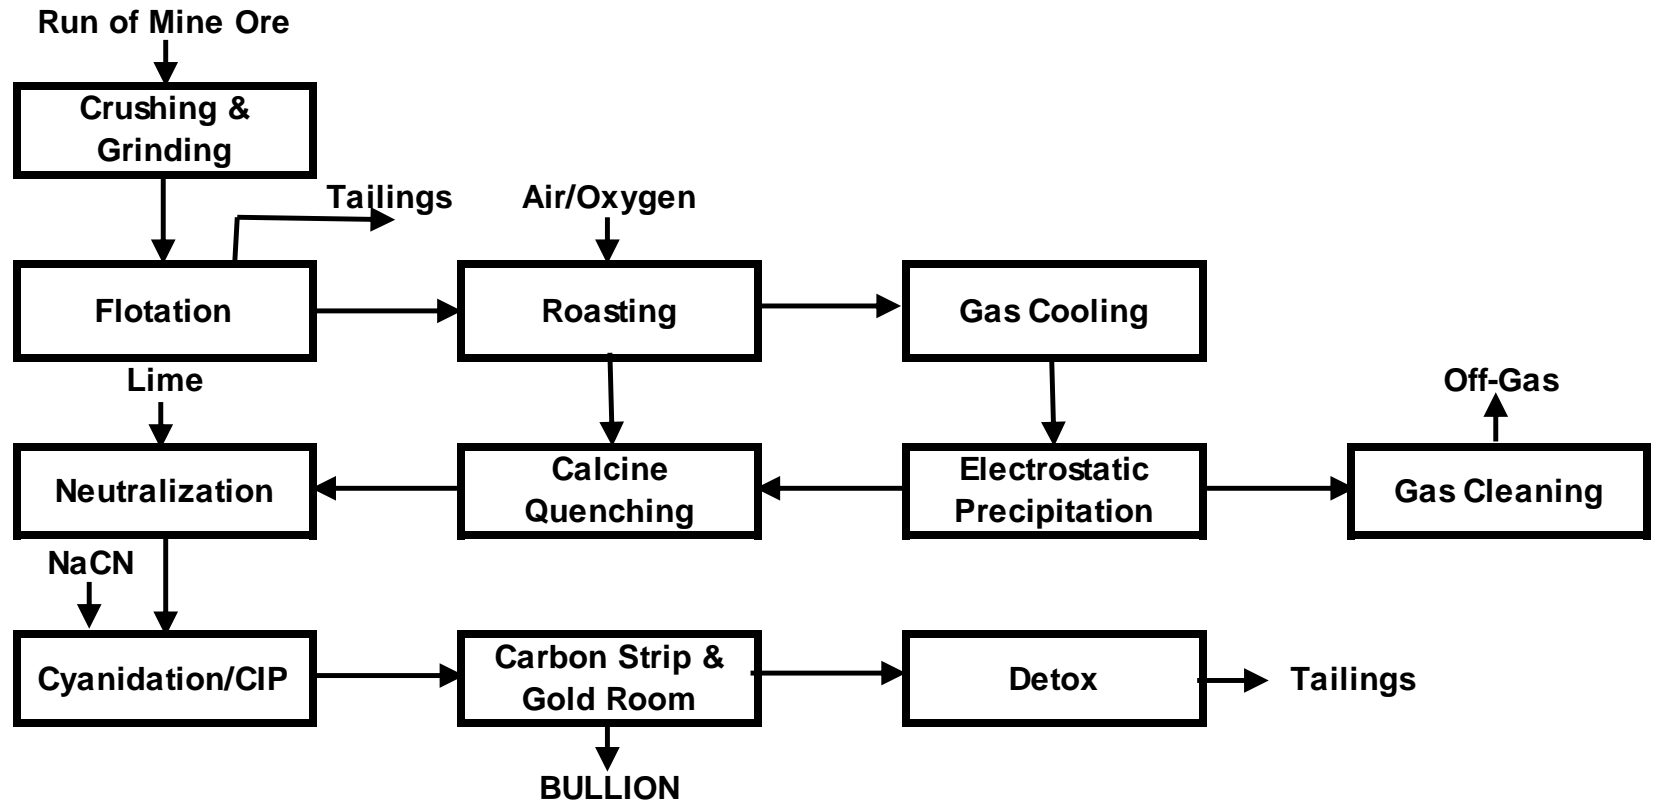 Run of Mine Ore
Crushing &
Grinding
Tailings
Air/Oxygen
Flotation
Roasting
Gas Cooling
Lime
Off-Gas
Neutralization
Calcine
Quenching
Electrostatic
Precipitation
Gas Cleaning
NaCN
Cyanidation/CIP
Carbon Strip &
Gold Room
Detox
Tailings
BULLION